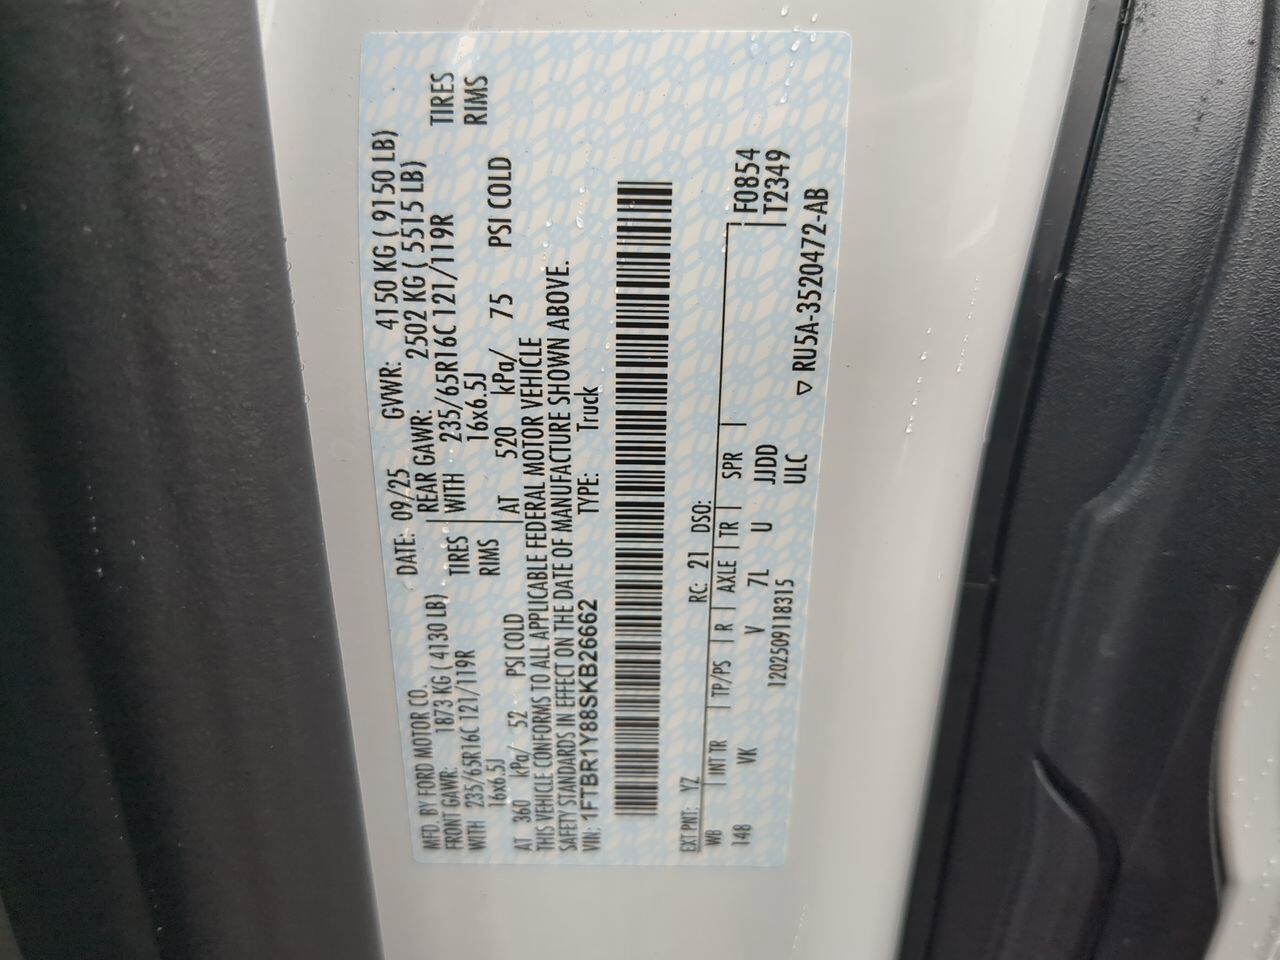 MFD. BY FORD MOTOR CO.
DATE: 09/25 GVWR: 4150 KG ( 9150 LB)
FRONT GAWR: 1873 KG ( 4130 LB) REAR GAWR: 2502 KG ( 5515 LB)
WITH 235/65R16C 121/119R TIRES WITH 235/65R16C 121/119R TIRES
16x6.5J RIMS 16x6.5J RIMS
AT 360 kPa/ 52 PSI COLD AT 520 kPa/ 75 PSI COLD
THIS VEHICLE CONFORMS TO ALL APPLICABLE FEDERAL MOTOR VEHICLE
SAFETY STANDARDS IN EFFECT ON THE DATE OF MANUFACTURE SHOWN ABOVE.
VIN: 1FTBR1Y88SKB26662 TYPE: Truck
EXT PNT: YZ RC: 21 DSO:
WB INT TR TP/PS R AXLE TR SPR F0854
148 VK V 7L U JJDD T2349
1202509118315 ULC
▽ RU5A-3520472-AB